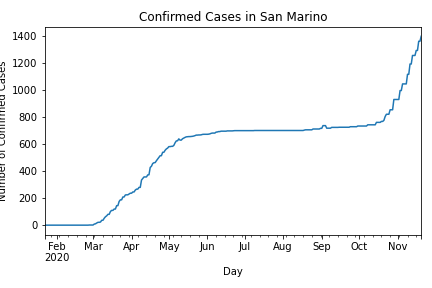 Confirmed Cases in San Marino
Number of Confirmed Cases
1400
1200
1000
800
600
400
200
0
Feb Mar Apr May Jun Jul Aug Sep Oct Nov
2020
Day